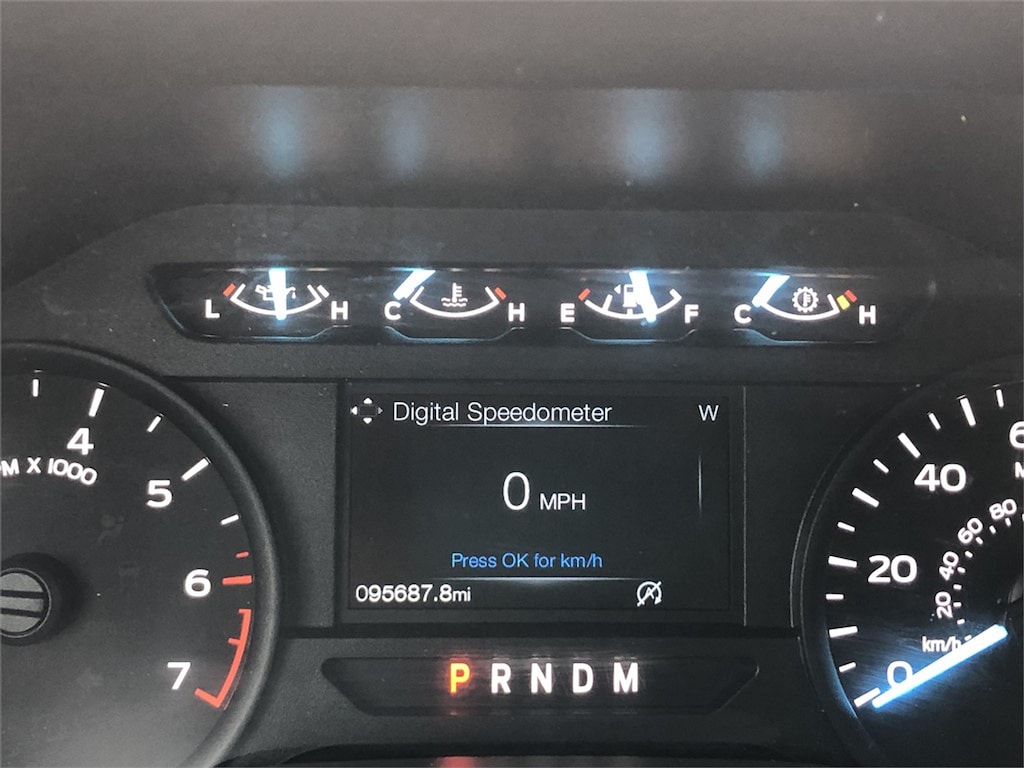 L H C H E F C H
Digital Speedometer W
0 MPH
Press OK for km/h
095687.8mi
P R N D M
4
X 1000
5
6
7
40
20
0
80
60
40
20
km/h